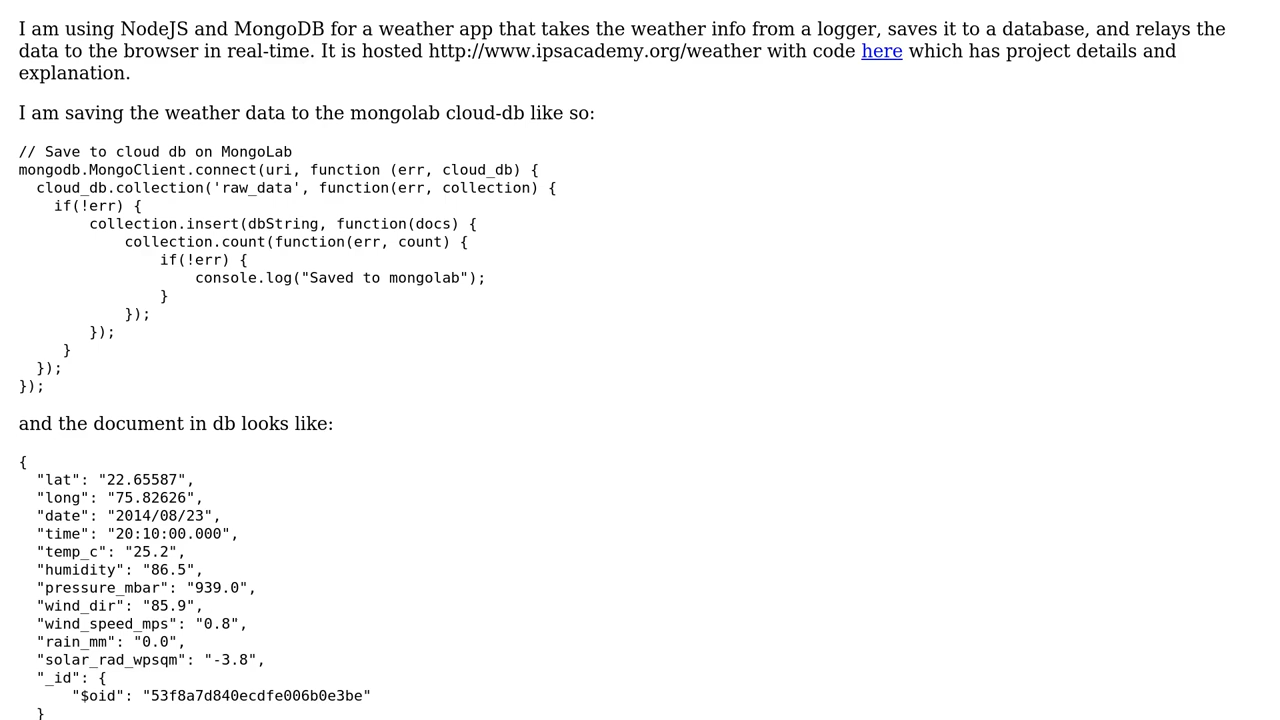 I am using NodeJS and MongoDB for a weather app that takes the weather info from a logger, saves it to a database, and relays the
data to the browser in real-time. It is hosted http://www.ipsacademy.org/weather with code here which has project details and
explanation.
I am saving the weather data to the mongolab cloud-db like so:
// Save to cloud db on MongoLab
mongodb.MongoClient.connect(uri, function (err, cloud_db) {
  cloud_db.collection('raw_data', function(err, collection) {
    if(!err) {
        collection.insert(dbString, function(docs) {
            collection.count(function(err, count) {
                if(!err) {
                    console.log("Saved to mongolab");
                }
            });
        });
     }
  });
});
and the document in db looks like:
{
  "lat": "22.65587",
  "long": "75.82626",
  "date": "2014/08/23",
  "time": "20:10:00.000",
  "temp_c": "25.2",
  "humidity": "86.5",
  "pressure_mbar": "939.0",
  "wind_dir": "85.9",
  "wind_speed_mps": "0.8",
  "rain_mm": "0.0",
  "solar_rad_wpsqm": "-3.8",
  "_id": {
      "$oid": "53f8a7d840ecdfe006b0e3be"
  }